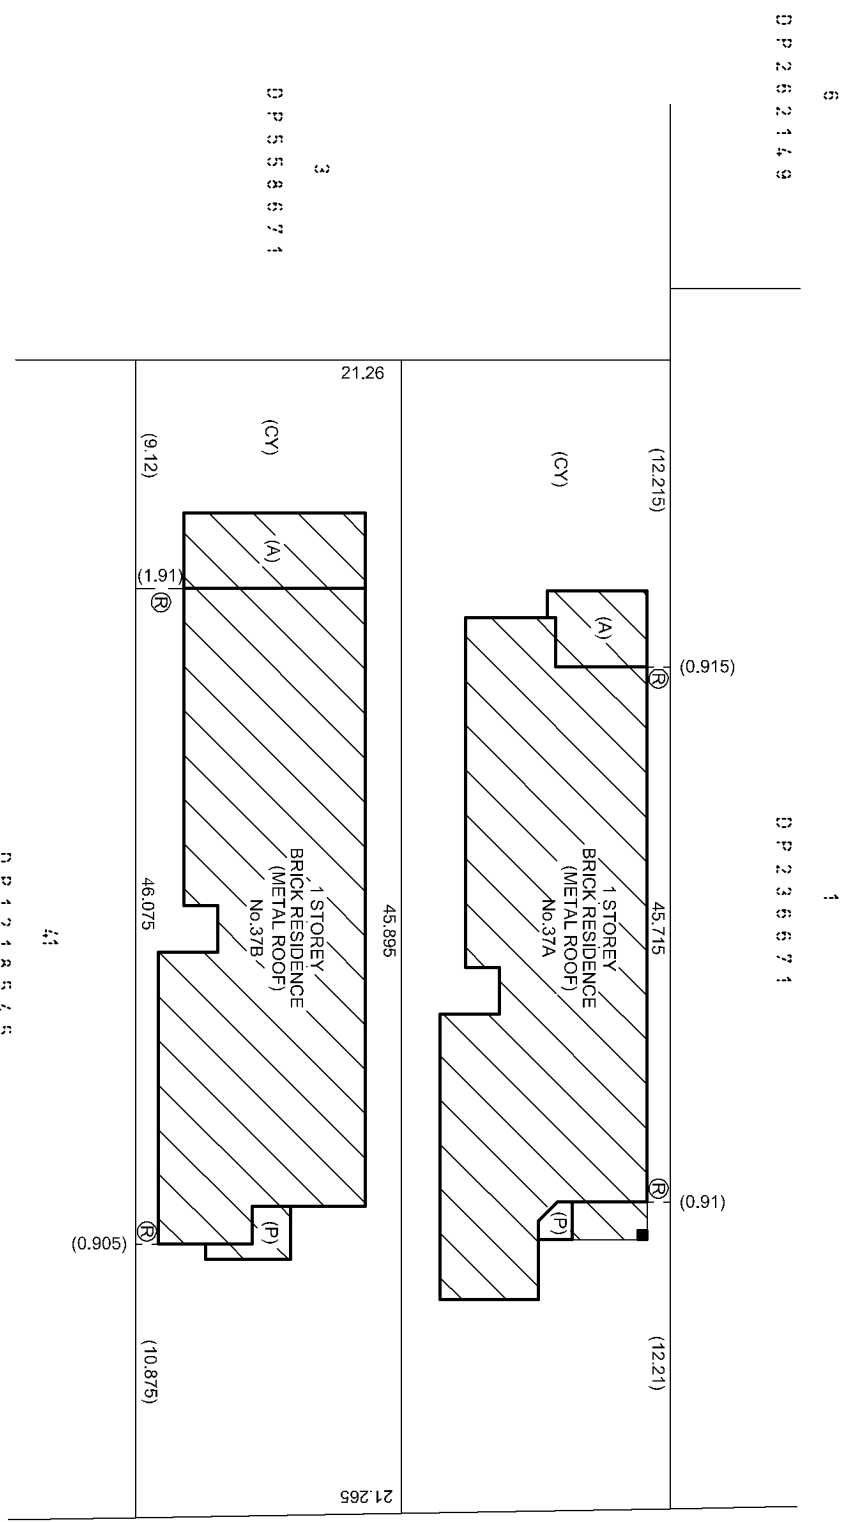 6
DP262149
3
DP558671
21.26
(CY)
(9.12)
(CY)
(12.215)
(A)
(1.91)
R
(A)
(0.915)
R
1
DP236671
1 STOREY
BRICK RESIDENCE
(METAL ROOF)
No.37A
45.715
1 STOREY
BRICK RESIDENCE
(METAL ROOF)
No.37B
45.895
46.075
41
R
(0.91)
(P)
(P)
R
(0.905)
(12.21)
(10.875)
21.265